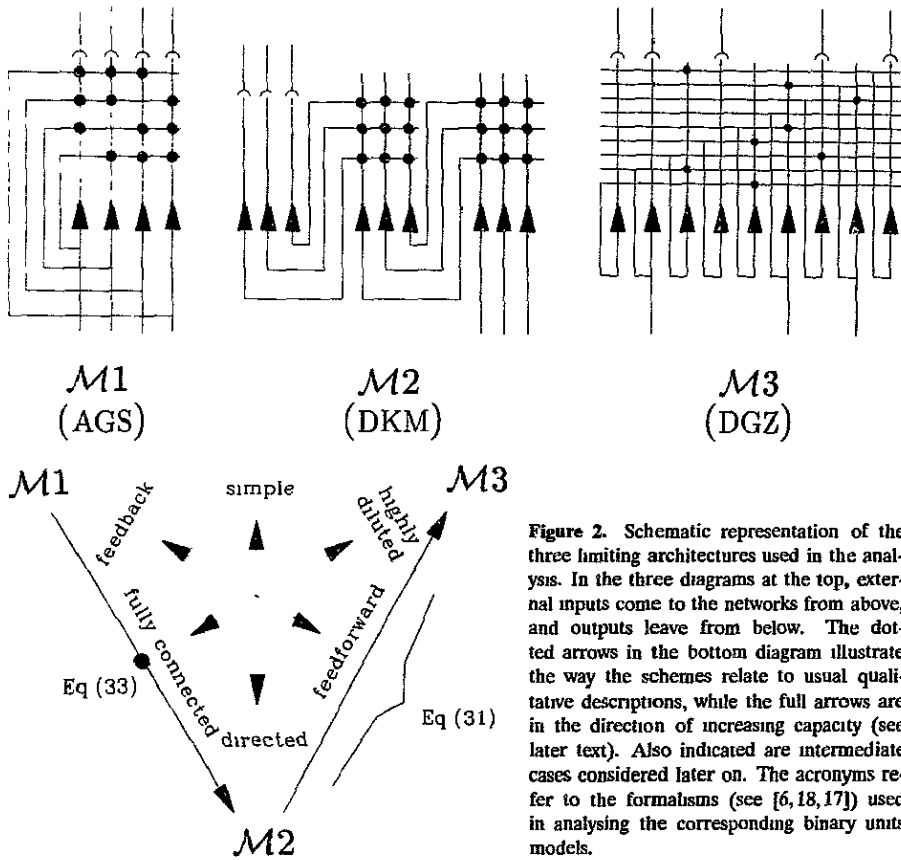 M1
(AGS)
M2
(DKM)
M3
(DGZ)
M1
feedback
simple
highly
diluted
M3
fully connected
feedforward
directed
Eq (33)
Eq (31)
M2
Figure 2. Schematic representation of the
three limiting architectures used in the anal-
ysis. In the three diagrams at the top, exter-
nal inputs come to the networks from above,
and outputs leave from below. The dot-
ted arrows in the bottom diagram illustrate
the way the schemes relate to usual quali-
tative descriptions, while the full arrows are
in the direction of increasing capacity (see
later text). Also indicated are intermediate
cases considered later on. The acronyms re-
fer to the formalisms (see [6,18,17]) used
in analysing the corresponding binary units
models.